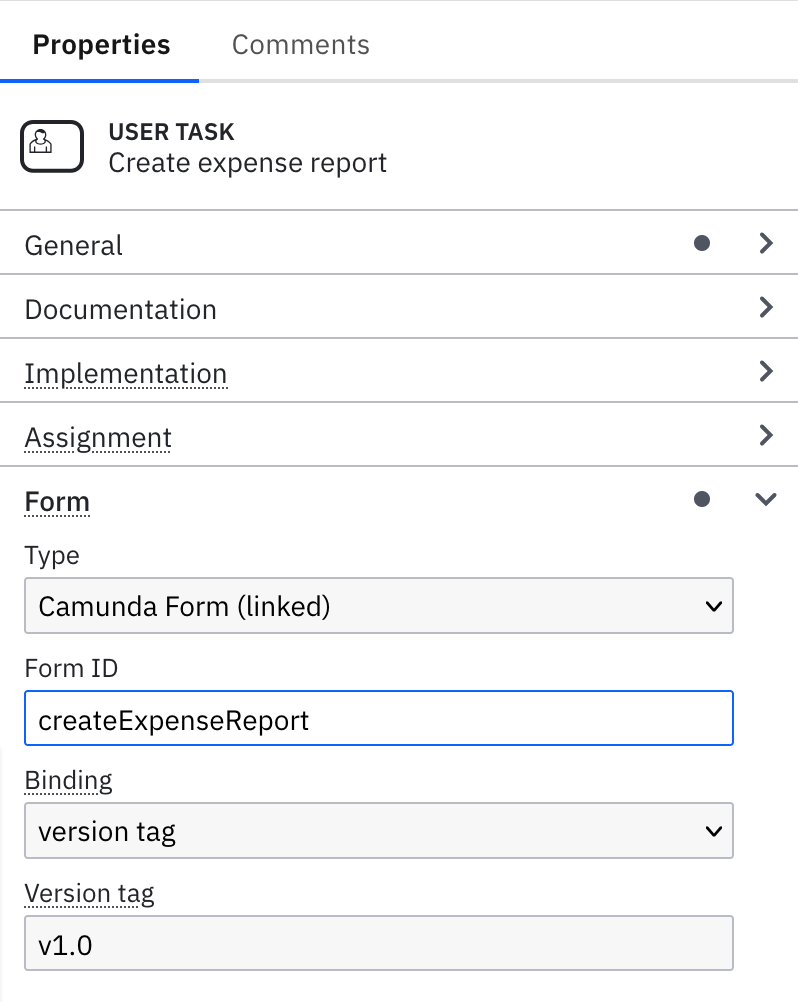 Properties Comments
USER TASK
Create expense report
General
Documentation
Implementation
Assignment
Form
Type
Camunda Form (linked)
Form ID
createExpenseReport
Binding
version tag
Version tag
v1.0